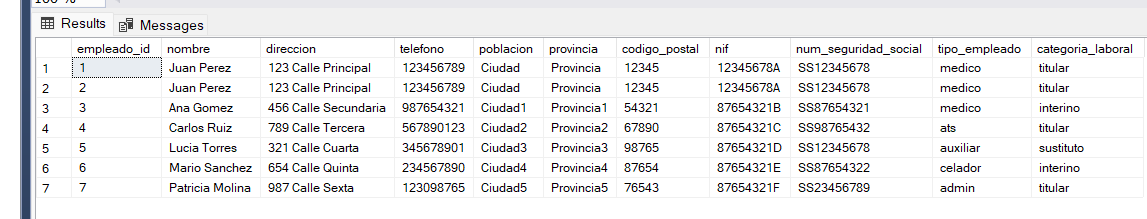 100 %
Results Messages
empleado_id nombre direccion telefono poblacion provincia codigo_postal nif num_seguridad_social tipo_empleado categoria_laboral
1 1 Juan Perez 123 Calle Principal 123456789 Ciudad Provincia 12345 12345678A SS12345678 medico titular
2 2 Juan Perez 123 Calle Principal 123456789 Ciudad Provincia 12345 12345678A SS12345678 medico titular
3 3 Ana Gomez 456 Calle Secundaria 987654321 Ciudad1 Provincia1 54321 87654321B SS87654321 medico interino
4 4 Carlos Ruiz 789 Calle Tercera 567890123 Ciudad2 Provincia2 67890 87654321C SS98765432 ats titular
5 5 Lucia Torres 321 Calle Cuarta 345678901 Ciudad3 Provincia3 98765 87654321D SS12345678 auxiliar sustituto
6 6 Mario Sanchez 654 Calle Quinta 234567890 Ciudad4 Provincia4 87654 87654321E SS87654322 celador interino
7 7 Patricia Molina 987 Calle Sexta 123098765 Ciudad5 Provincia5 76543 87654321F SS23456789 admin titular